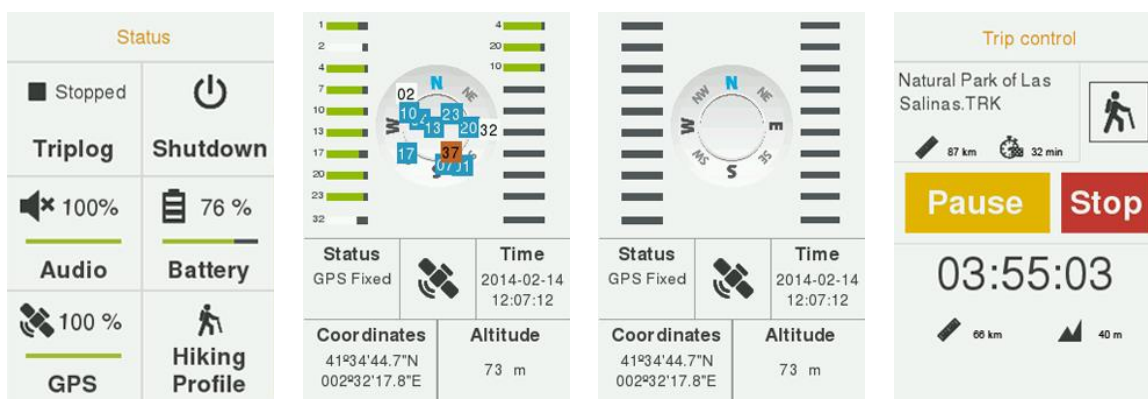 Status
Stopped
Triplog
Shutdown
100%
76 %
Audio
Battery
100 %
GPS
Hiking
Profile
1
2
4
7
10
13
17
20
23
32
4
20
10
N
NE
W
S
02
10
13
23
20
32
17
37
07
01
Status
GPS Fixed
Time
2014-02-14
12:07:12
Coordinates
41º34'44.7"N
002º32'17.8"E
Altitude
73 m
N
NW
NE
W
E
SW
SE
S
Status
GPS Fixed
Time
2014-02-14
12:07:12
Coordinates
41º34'44.7"N
002º32'17.8"E
Altitude
73 m
Trip control
Natural Park of Las
Salinas.TRK
87 km
32 min
Pause
Stop
03:55:03
66 km
40 m